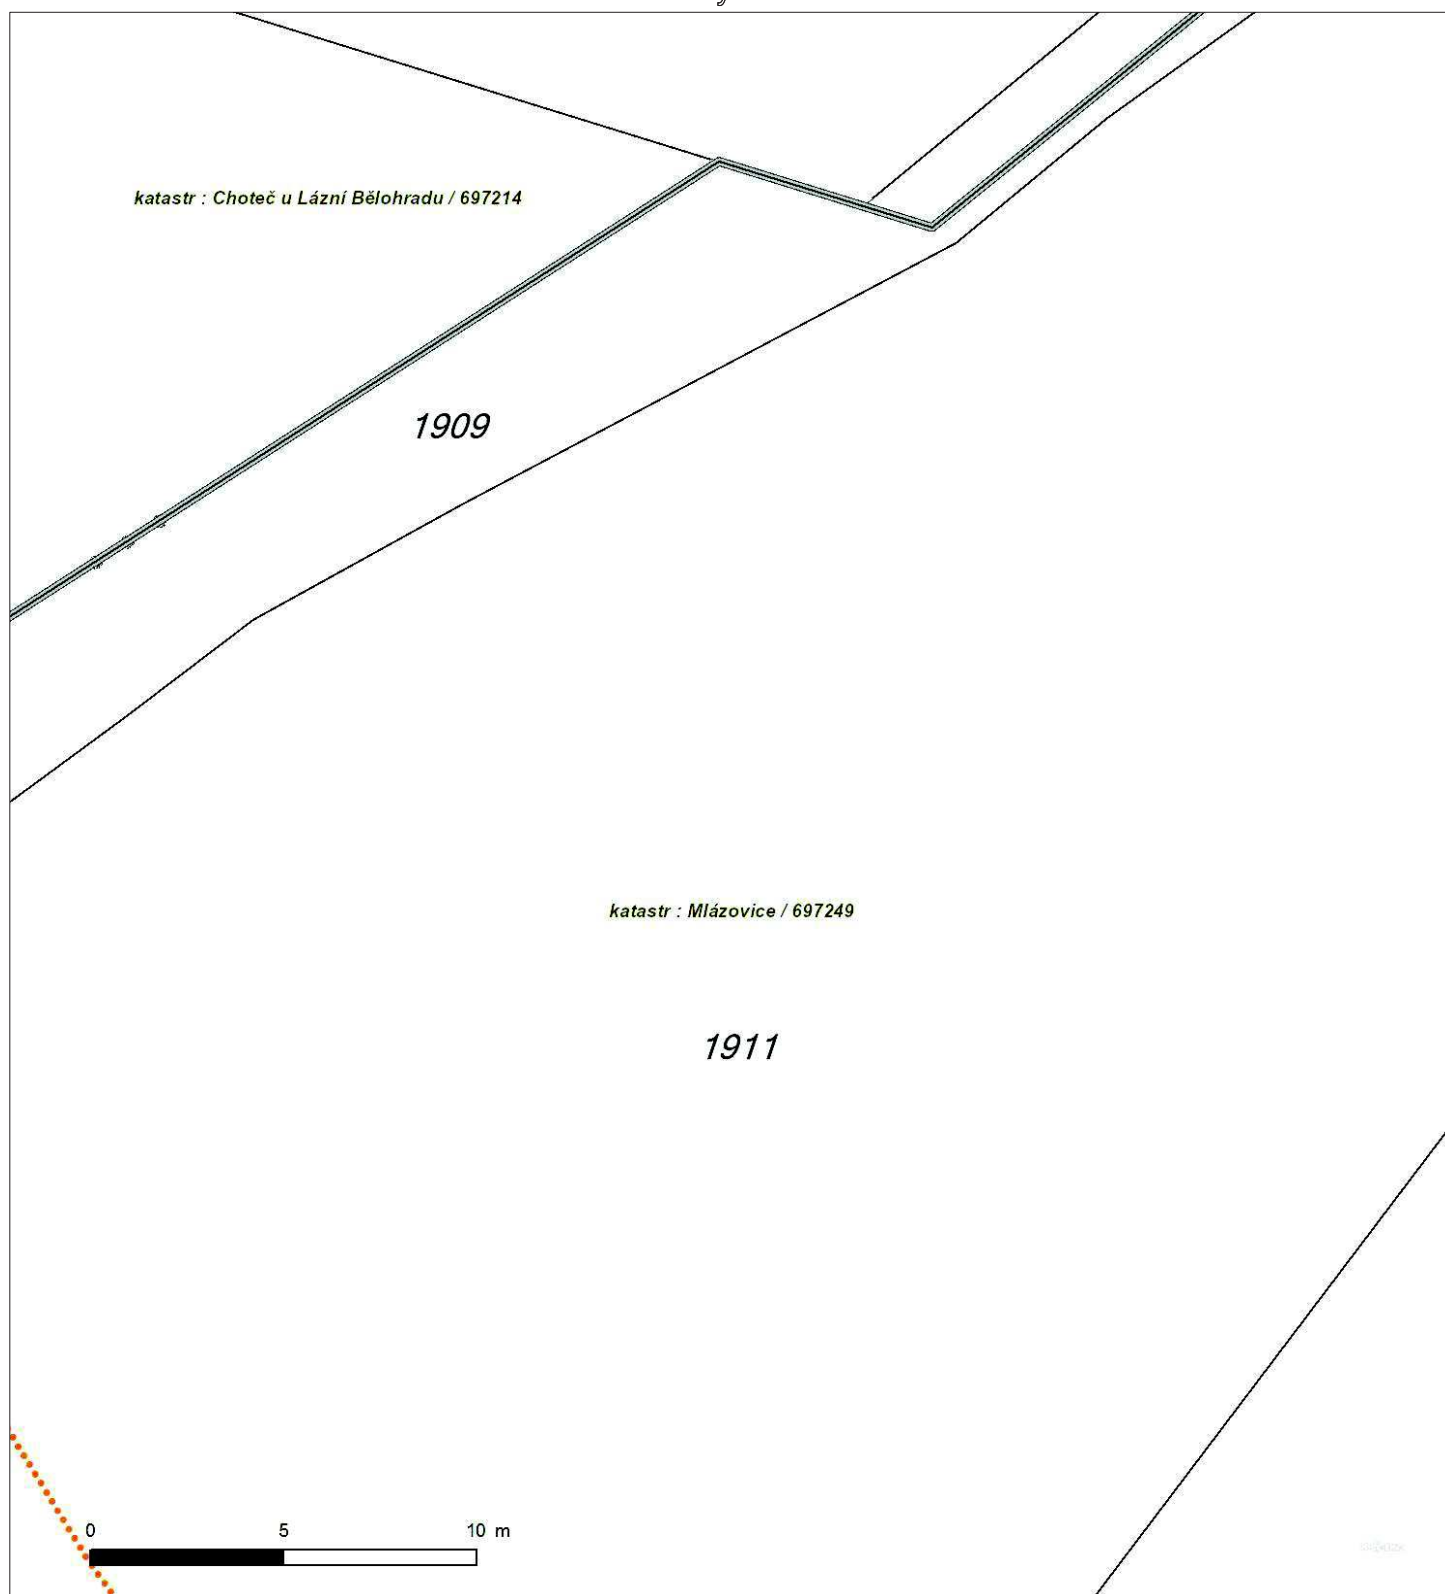 katastr : Choteč u Lázní Bělohradu / 697214
1909
katastr : Mlázovice / 697249
1911
0 5 10 m